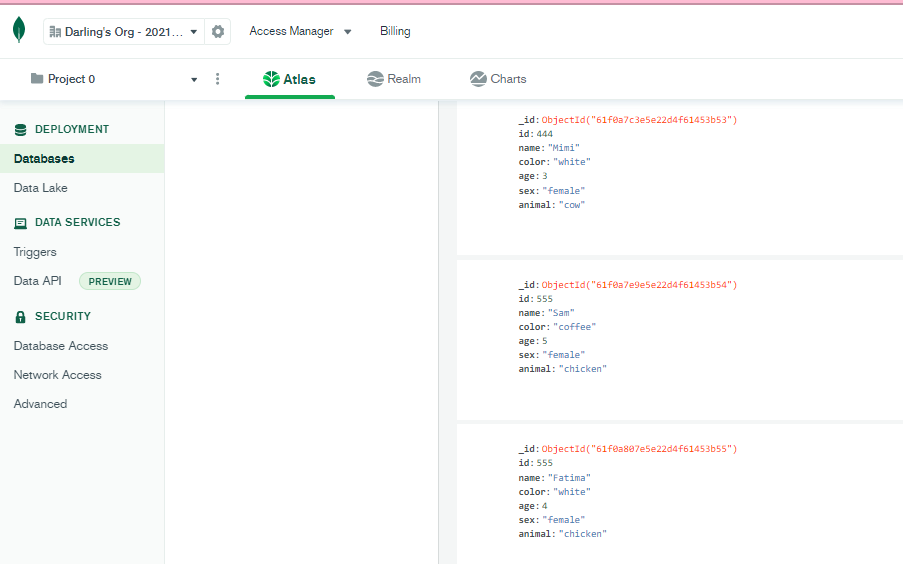 Darling's Org - 2021...
Access Manager
Billing
Project 0
Atlas
Realm
Charts
DEPLOYMENT
Databases
Data Lake
DATA SERVICES
Triggers
Data API PREVIEW
SECURITY
Database Access
Network Access
Advanced
_id:ObjectId("61f0a7c3e5e22d4f61453b53")
id:444
name:"Mimi"
color:"white"
age:3
sex:"female"
animal:"cow"
_id:ObjectId("61f0a7e9e5e22d4f61453b54")
id:555
name:"Sam"
color:"coffee"
age:5
sex:"female"
animal:"chicken"
_id:ObjectId("61f0a807e5e22d4f61453b55")
id:555
name:"Fatima"
color:"white"
age:4
sex:"female"
animal:"chicken"